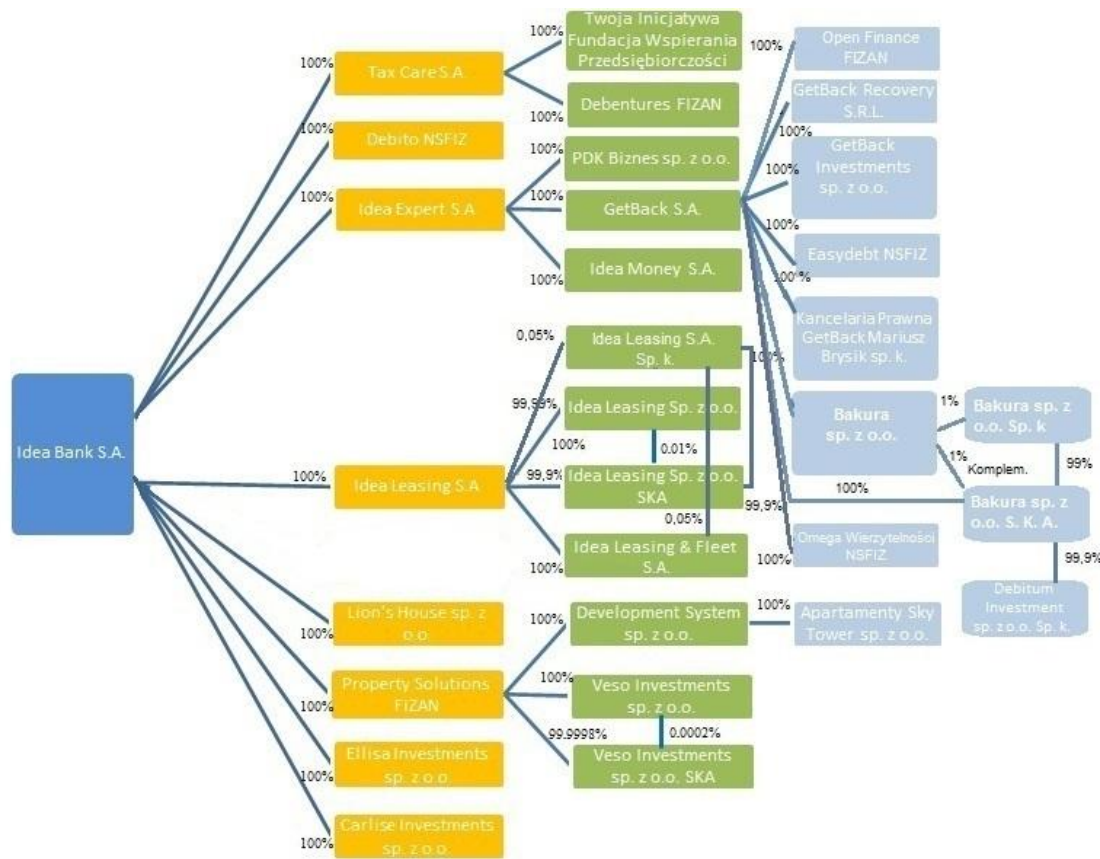 Idea Bank S.A.
100%
Tax Care S.A.
100%
Debito NSFIZ
100%
Idea Expert S.A
100%
Idea Leasing S.A
Lion's House sp. z
o.o.
100%
Property Solutions
FIZAN
100%
Ellisa Investments
sp. z o.o.
100%
Carlise Investments
sp. z o.o.
100%
100%
Twoja Inicjatywa
Fundacja Wspierania
Przedsiębiorczości
Debentures FIZAN
100%
100%
PDK Biznes sp. z o.o.
100%
GetBack S.A.
Idea Money S.A.
100%
0,05%
Idea Leasing S.A.
Sp. k.
99,99%
Idea Leasing Sp. z o.o.
100%
0.01%
99,9%
Idea Leasing Sp. z o.o.
SKA
0,05%
Idea Leasing & Fleet
S.A.
100%
100%
99,9%
100%
Development System
sp. z o.o.
100%
Veso Investments
sp. z o.o.
0.0002%
99.9998%
Veso Investments
sp. z o.o. SKA
100%
Open Finance
FIZAN
GetBack Recovery
S.R.L.
100%
GetBack
Investments
sp. z o.o.
100%
100%
Easydebt NSFIZ
100%
Kancelaria Prawna
GetBack Mariusz
Brysik sp. k.
Bakura
sp. z o.o.
1%
Bakura sp. z
o.o. Sp. k
1%
Komplem.
99%
100%
Bakura sp. z
o.o. S. K. A.
Omega Wierzytelności
NSFIZ
100%
99,9%
Debitum
Investment
sp. z o.o. Sp. k.
100%
Apartamenty Sky
Tower sp. z o.o.